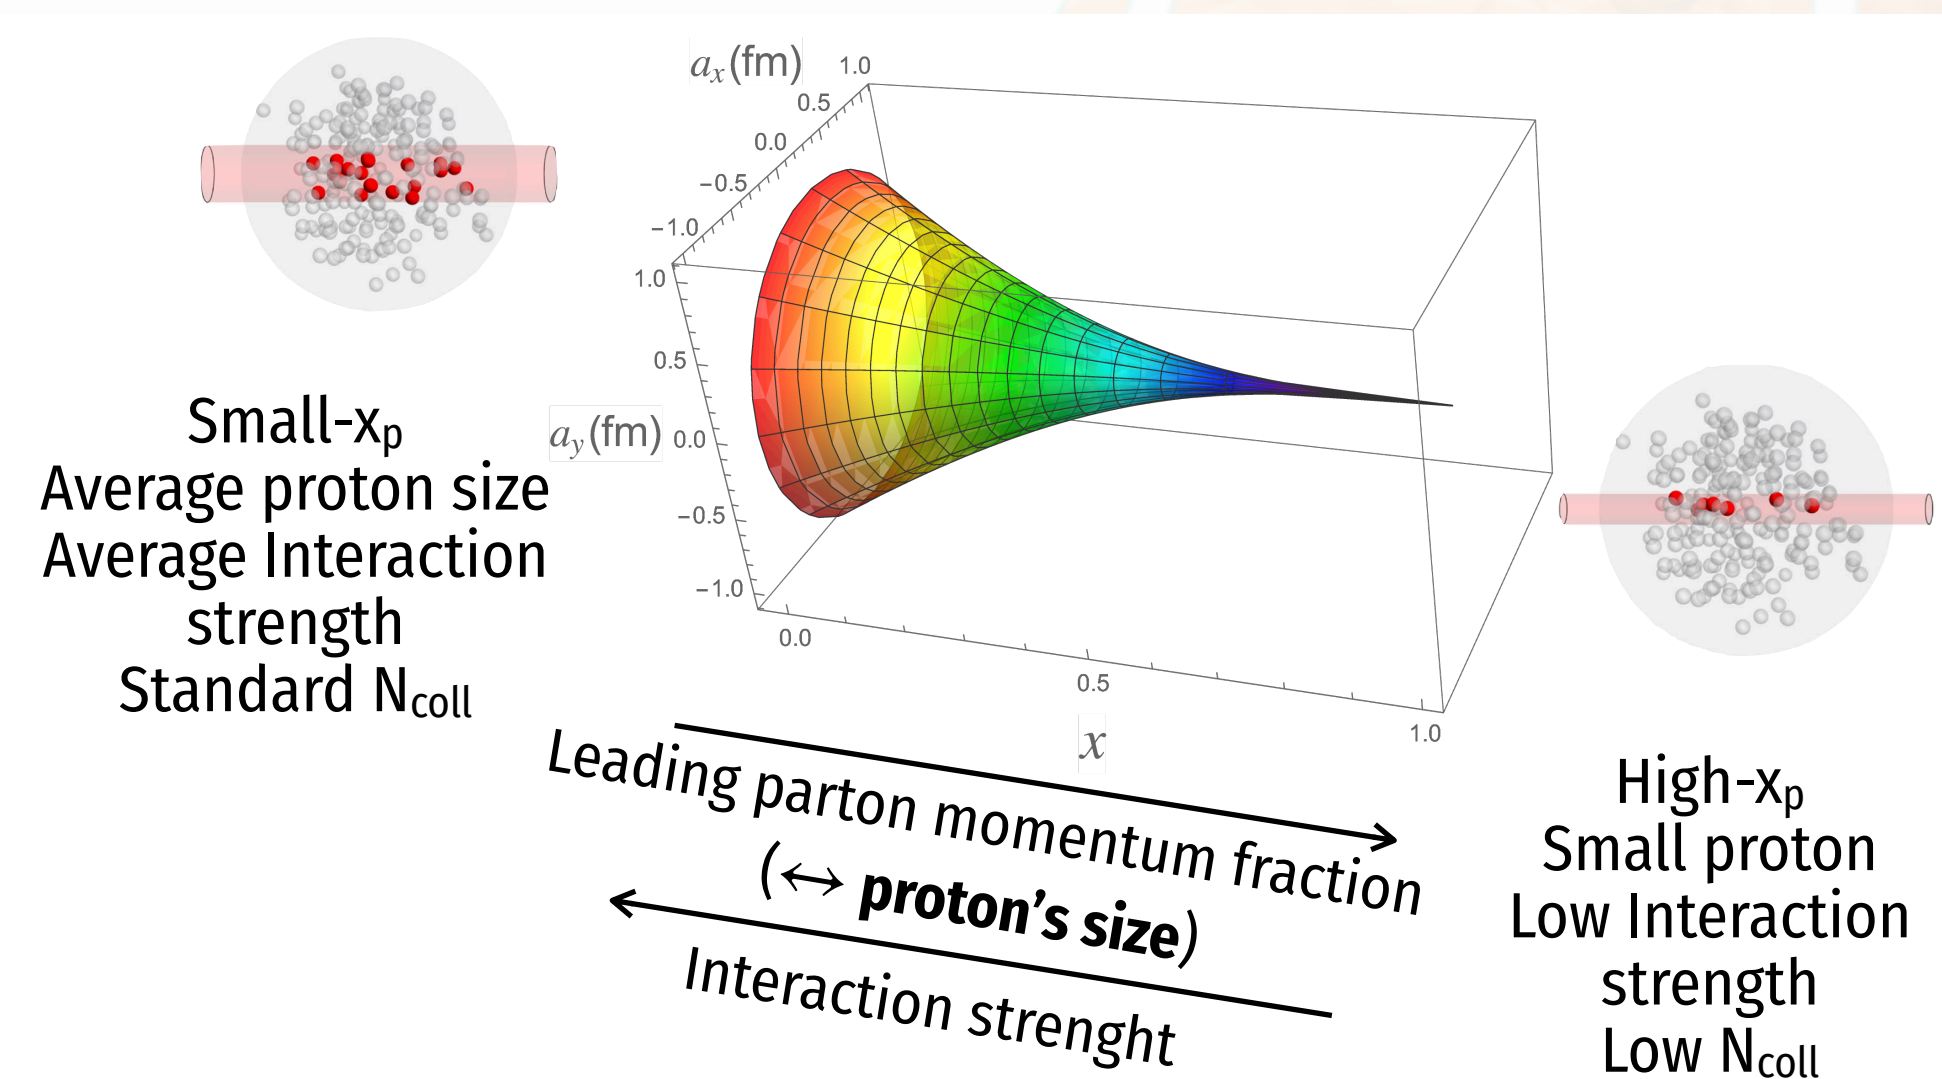 a_x (fm)
1.0
0.5
0.0
−0.5
−1.0
1.0
0.5
a_y (fm)
0.0
−0.5
−1.0
0.0
0.5
1.0
x
Small-xp
Average proton size
Average Interaction
strength
Standard Ncoll
Leading parton momentum fraction
(↔ proton's size)
Interaction strenght
High-xp
Small proton
Low Interaction
strength
Low Ncoll